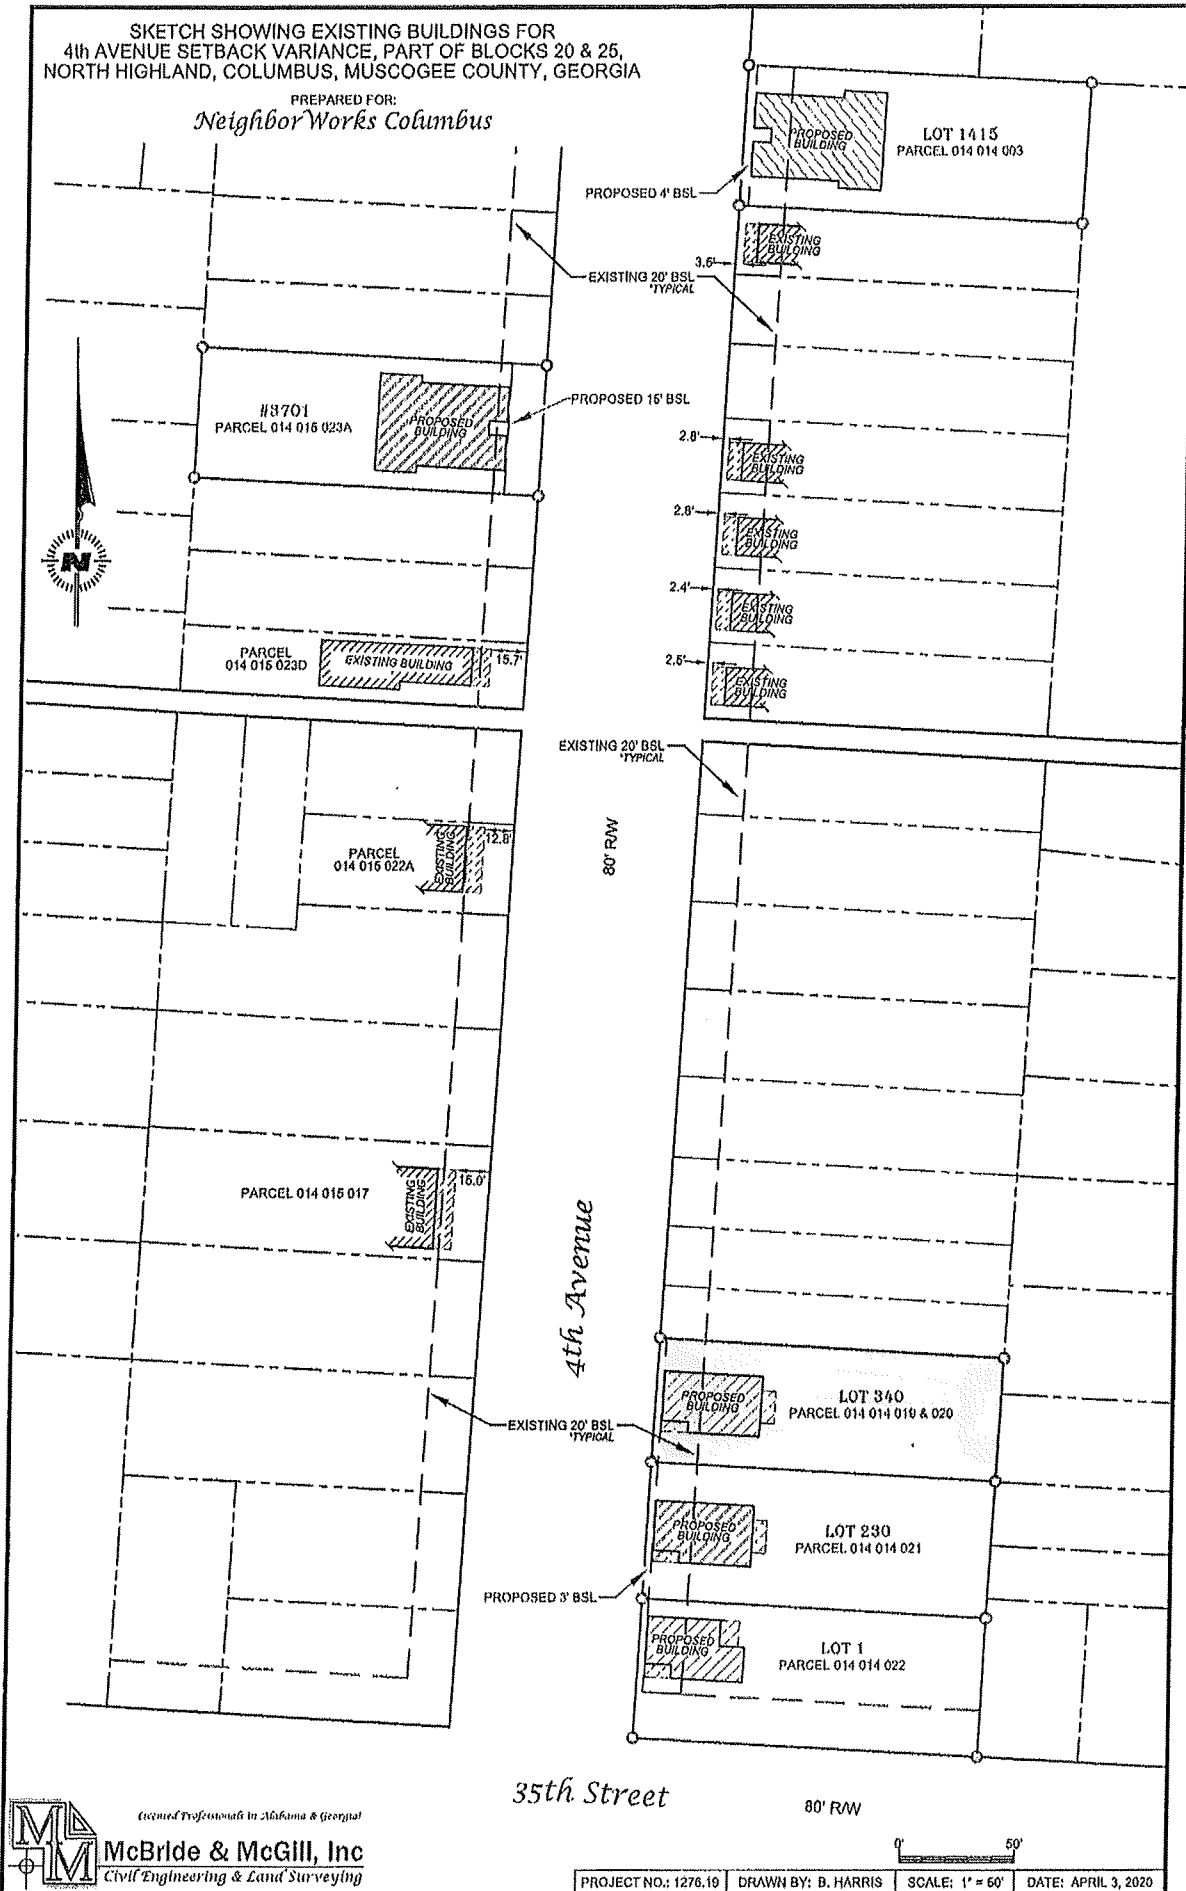 SKETCH SHOWING EXISTING BUILDINGS FOR
4th AVENUE SETBACK VARIANCE, PART OF BLOCKS 20 & 25,
NORTH HIGHLAND, COLUMBUS, MUSCOGEE COUNTY, GEORGIA
PREPARED FOR:
NeighborWorks Columbus
PROPOSED
BUILDING
LOT 1415
PARCEL 014 014 003
PROPOSED 4' BSL
EXISTING
BUILDING
3.6'
EXISTING 20' BSL
*TYPICAL
#3701
PARCEL 014 015 023A
PROPOSED
BUILDING
PROPOSED 15' BSL
2.8'
EXISTING
BUILDING
2.6'
EXISTING
BUILDING
N
2.4'
EXISTING
BUILDING
PARCEL
014 015 023D
EXISTING BUILDING
15.7'
2.5'
EXISTING
BUILDING
EXISTING 20' BSL
*TYPICAL
PARCEL
014 015 022A
EXISTING
BUILDING
12.8'
80' R/W
PARCEL 014 015 017
EXISTING
BUILDING
15.0'
4th Avenue
PROPOSED
BUILDING
LOT 340
PARCEL 014 014 019 & 020
EXISTING 20' BSL
*TYPICAL
PROPOSED
BUILDING
LOT 230
PARCEL 014 014 021
PROPOSED 3' BSL
PROPOSED
BUILDING
LOT 1
PARCEL 014 014 022
35th Street
80' R/W
MM
Licensed Professionals in Alabama & Georgia!
McBride & McGill, Inc
Civil Engineering & Land Surveying
0' 50'
PROJECT NO.: 1276.19 DRAWN BY: B. HARRIS SCALE: 1" = 50' DATE: APRIL 3, 2020